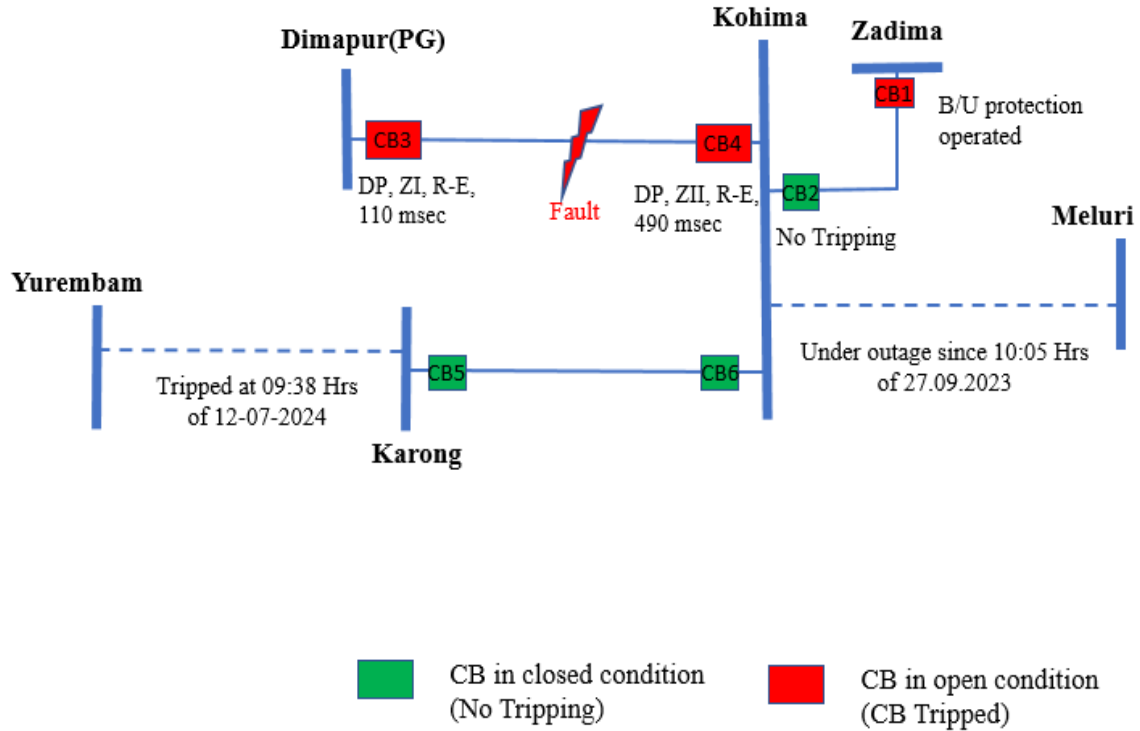 Kohima
Zadima
Dimapur(PG)
CB1
B/U protection
operated
CB3
CB4
DP, ZI, R-E,
110 msec
Fault
DP, ZII, R-E,
490 msec
CB2
No Tripping
Meluri
Yurembam
Tripped at 09:38 Hrs
of 12-07-2024
CB5
CB6
Under outage since 10:05 Hrs
of 27.09.2023
Karong
CB in closed condition
(No Tripping)
CB in open condition
(CB Tripped)